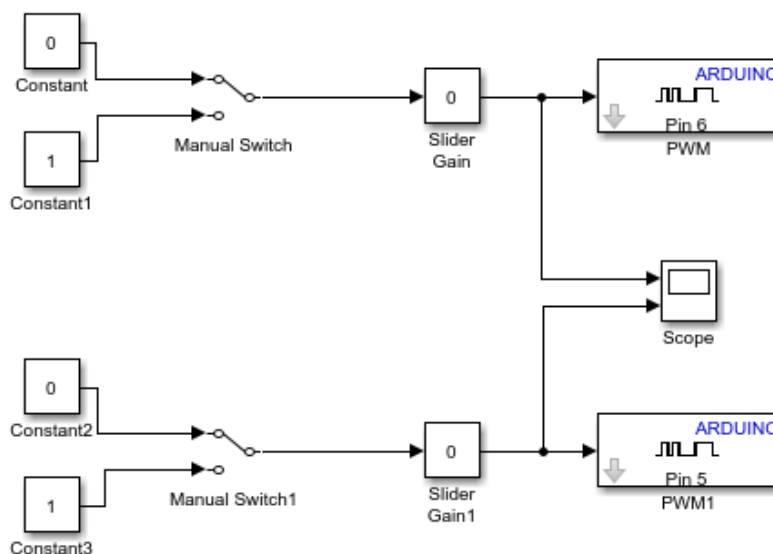 0
Constant
1
Constant1
Manual Switch
0
Slider
Gain
ARDUINO
Pin 6
PWM
Scope
0
Constant2
1
Constant3
Manual Switch1
0
Slider
Gain1
ARDUINO
Pin 5
PWM1